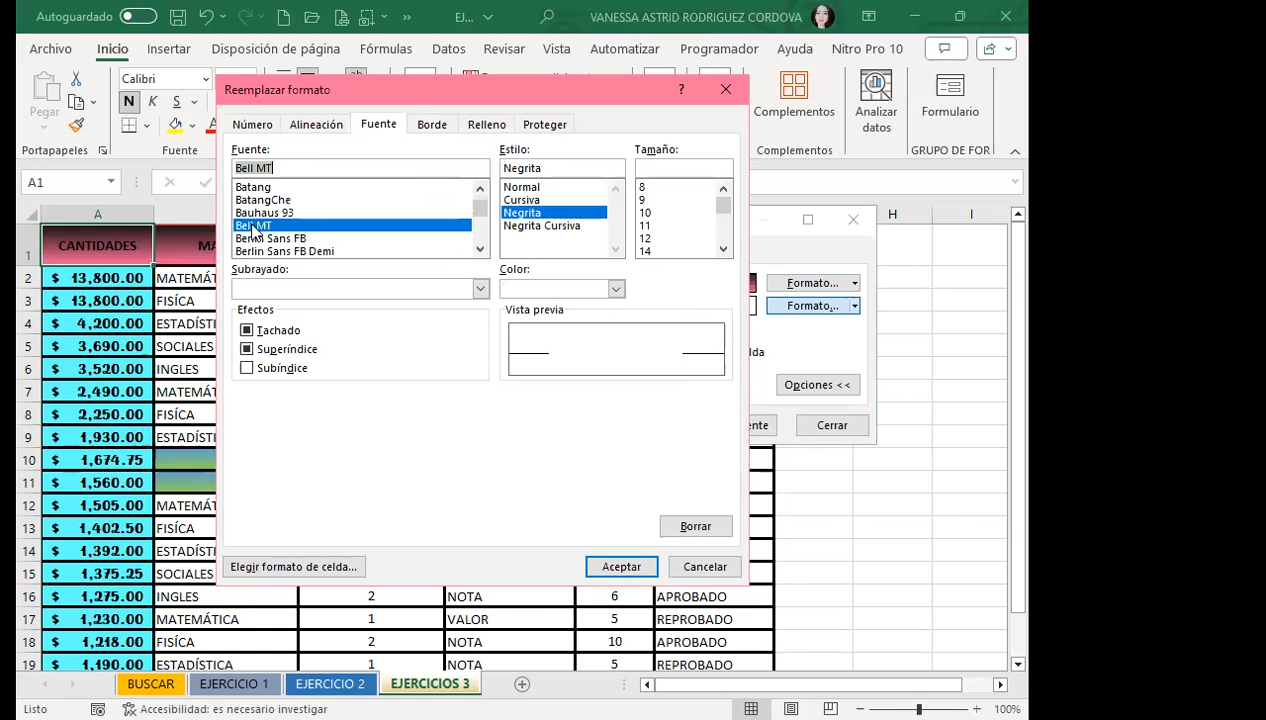 Autoguardado
EJ...
VANESSA ASTRID RODRIGUEZ CORDOVA
Archivo Inicio Insertar Disposición de página Fórmulas Datos Revisar Vista Automatizar Programador Ayuda Nitro Pro 10
Pegar
Calibri
N K S
Complementos
Analizar datos
Formulario
Portapapeles Fuente Complementos GRUPO DE FOR
Reemplazar formato
Número Alineación Fuente Borde Relleno Proteger
Fuente: Estilo: Tamaño:
Bell MT Negrita
Batang Normal 8
BatangChe Cursiva 9
Bauhaus 93 Negrita 10
Bell MT Negrita Cursiva 11
Berlin Sans FB 12
Berlin Sans FB Demi 14
Subrayado: Color:
Efectos Vista previa
Tachado
Superíndice
Subíndice
Borrar
Elegir formato de celda... Aceptar Cancelar
Formato...
Formato...
lda
Opciones <<
ente Cerrar
A1
A H I
1 CANTIDADES MA
2 $ 13,800.00 MATEMÁT
3 $ 13,800.00 FISÍCA
4 $ 4,200.00 ESTADÍST
5 $ 3,690.00 SOCIALES
6 $ 3,520.00 INGLES
7 $ 2,490.00 MATEMÁT
8 $ 2,250.00 FISÍCA
9 $ 1,930.00 ESTADÍSTI
10 $ 1,674.75
11 $ 1,560.00
12 $ 1,505.00 MATEMÁT
13 $ 1,402.50 FISÍCA
14 $ 1,392.00 ESTADÍST
15 $ 1,375.25 SOCIALES
16 $ 1,275.00 INGLES 2 NOTA 6 APROBADO
17 $ 1,230.00 MATEMÁTICA 1 VALOR 5 REPROBADO
18 $ 1,218.00 FISÍCA 2 NOTA 10 APROBADO
19 $ 1,190.00 ESTADÍSTICA 1 NOTA 5 REPROBADO
BUSCAR EJERCICIO 1 EJERCICIO 2 EJERCICIOS 3
Listo Accesibilidad: es necesario investigar 100%